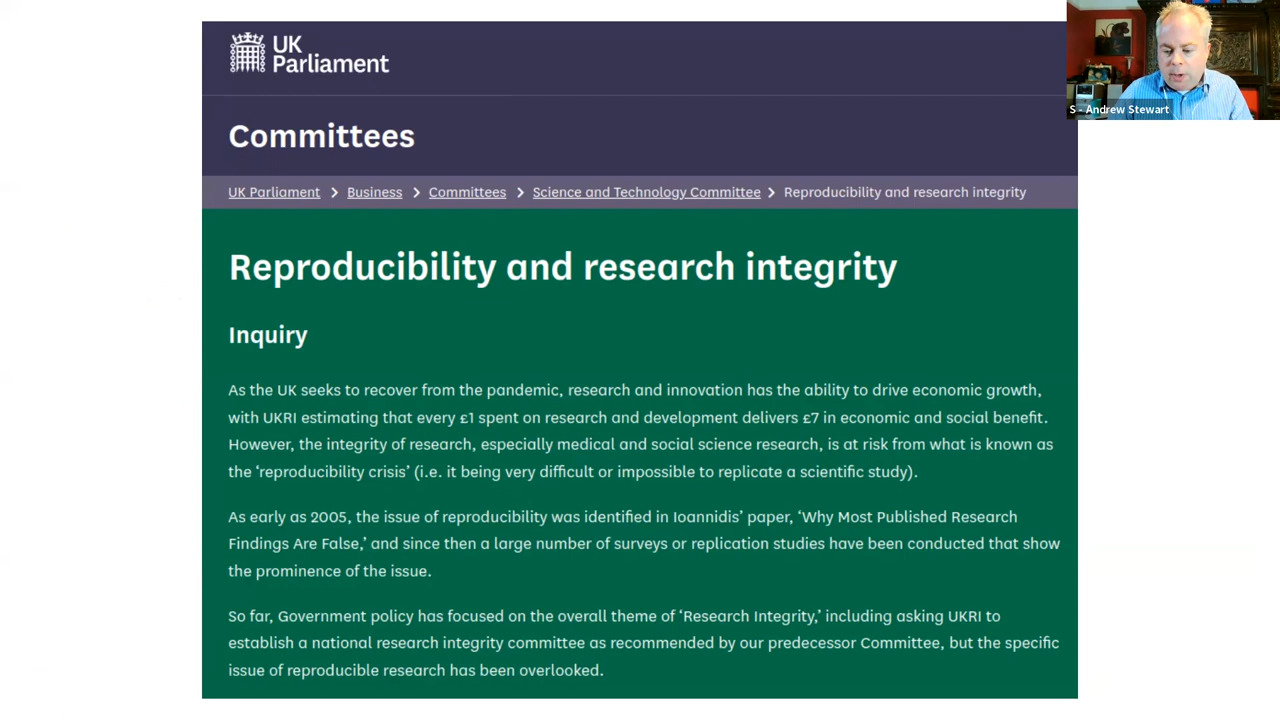 UK
Parliament
S - Andrew Stewart
Committees
UK Parliament > Business > Committees > Science and Technology Committee > Reproducibility and research integrity
Reproducibility and research integrity
Inquiry
As the UK seeks to recover from the pandemic, research and innovation has the ability to drive economic growth,
with UKRI estimating that every £1 spent on research and development delivers £7 in economic and social benefit.
However, the integrity of research, especially medical and social science research, is at risk from what is known as
the ‘reproducibility crisis’ (i.e. it being very difficult or impossible to replicate a scientific study).
As early as 2005, the issue of reproducibility was identified in Ioannidis’ paper, ‘Why Most Published Research
Findings Are False,’ and since then a large number of surveys or replication studies have been conducted that show
the prominence of the issue.
So far, Government policy has focused on the overall theme of ‘Research Integrity,’ including asking UKRI to
establish a national research integrity committee as recommended by our predecessor Committee, but the specific
issue of reproducible research has been overlooked.